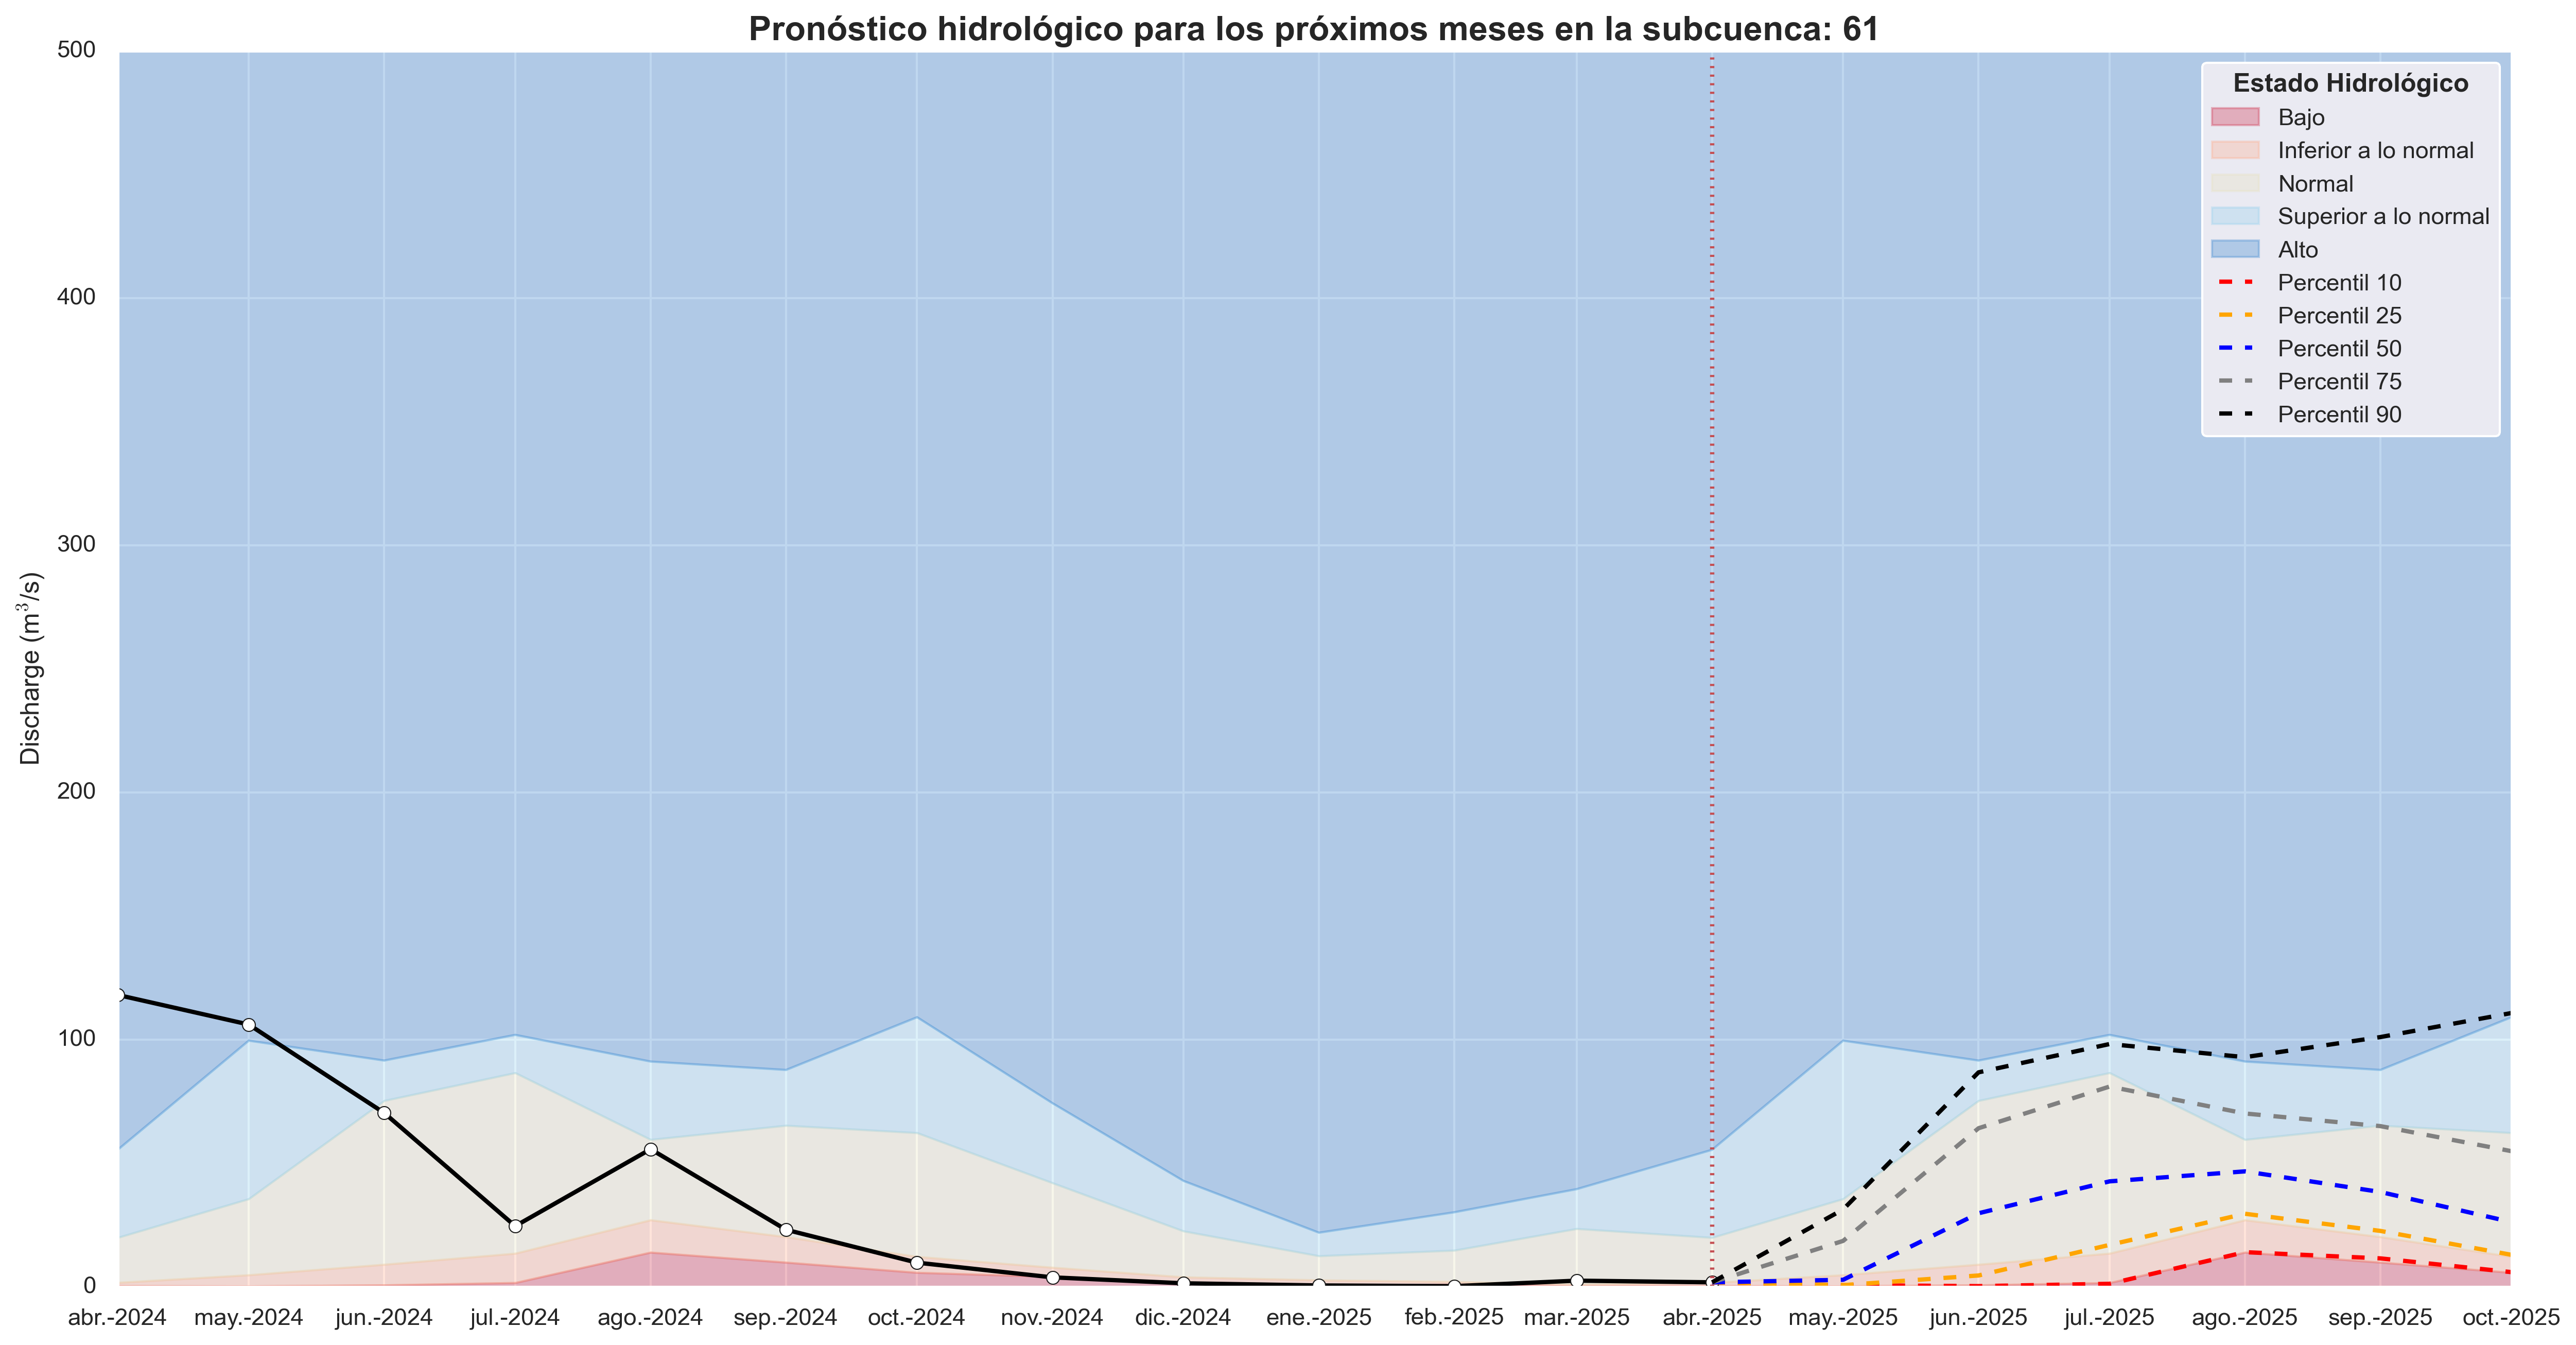 Pronóstico hidrológico para los próximos meses en la subcuenca: 61
500
400
300
200
100
0
Discharge (m³/s)
Estado Hidrológico
Bajo
Inferior a lo normal
Normal
Superior a lo normal
Alto
Percentil 10
Percentil 25
Percentil 50
Percentil 75
Percentil 90
abr.-2024 may.-2024 jun.-2024 jul.-2024 ago.-2024 sep.-2024 oct.-2024 nov.-2024 dic.-2024 ene.-2025 feb.-2025 mar.-2025 abr.-2025 may.-2025 jun.-2025 jul.-2025 ago.-2025 sep.-2025 oct.-2025